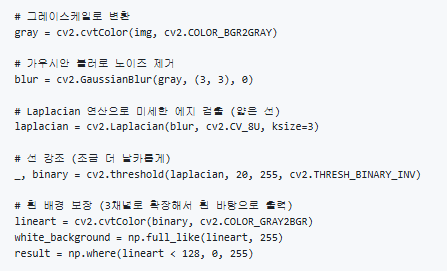 # 그레이스케일로 변환
gray = cv2.cvtColor(img, cv2.COLOR_BGR2GRAY)
# 가우시안 블러로 노이즈 제거
blur = cv2.GaussianBlur(gray, (3, 3), 0)
# Laplacian 연산으로 미세한 에지 검출 (얇은 선)
laplacian = cv2.Laplacian(blur, cv2.CV_8U, ksize=3)
# 선 강조 (조금 더 날카롭게)
_, binary = cv2.threshold(laplacian, 20, 255, cv2.THRESH_BINARY_INV)
# 흰 배경 보장 (3채널로 확장해서 흰 바탕으로 출력)
lineart = cv2.cvtColor(binary, cv2.COLOR_GRAY2BGR)
white_background = np.full_like(lineart, 255)
result = np.where(lineart < 128, 0, 255)